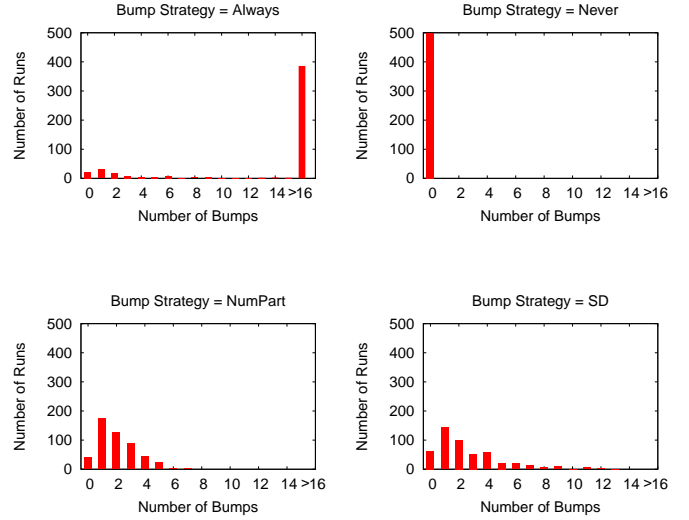 Bump Strategy = Always
Number of Runs
500
400
300
200
100
0
0 2 4 6 8 10 12 14 >16
Number of Bumps
Bump Strategy = Never
Number of Runs
500
400
300
200
100
0
0 2 4 6 8 10 12 14 >16
Number of Bumps
Bump Strategy = NumPart
Number of Runs
500
400
300
200
100
0
0 2 4 6 8 10 12 14 >16
Number of Bumps
Bump Strategy = SD
Number of Runs
500
400
300
200
100
0
0 2 4 6 8 10 12 14 >16
Number of Bumps